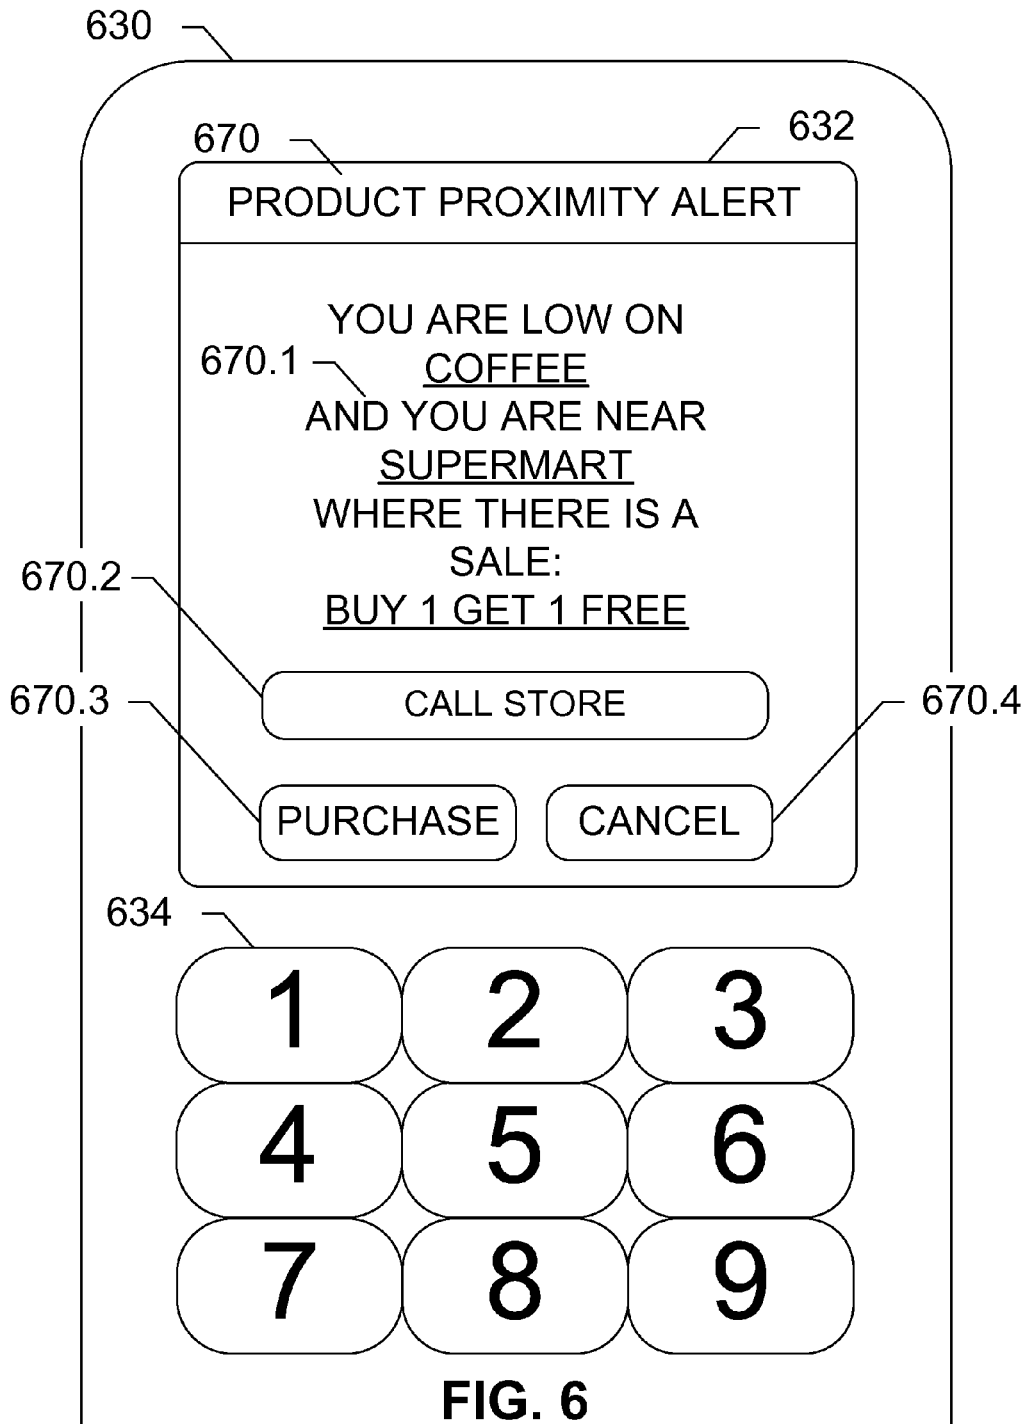 630
670
632
PRODUCT PROXIMITY ALERT
YOU ARE LOW ON
670.1
COFFEE
AND YOU ARE NEAR
SUPERMART
WHERE THERE IS A
SALE:
670.2
BUY 1 GET 1 FREE
670.3
CALL STORE
670.4
PURCHASE
CANCEL
634
1 2 3
4 5 6
7 8 9
FIG. 6